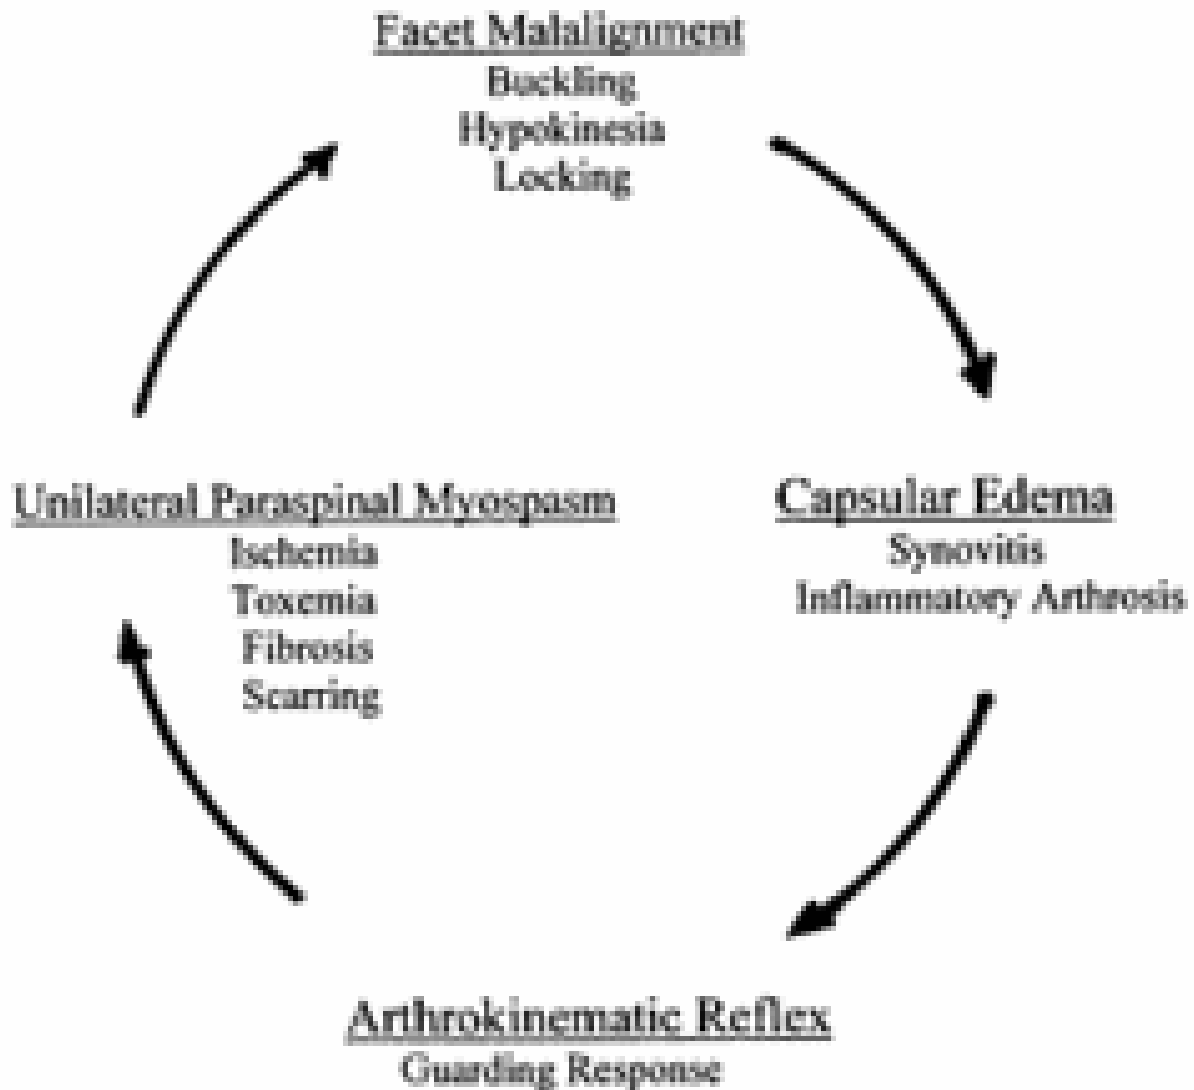 Facet Malalignment
Buckling
Hypokinesia
Locking
Capsular Edema
Synovitis
Inflammatory Arthrosis
Arthrokinematic Reflex
Guarding Response
Unilateral Paraspinal Myospasm
Ischemia
Toxemia
Fibrosis
Scarring